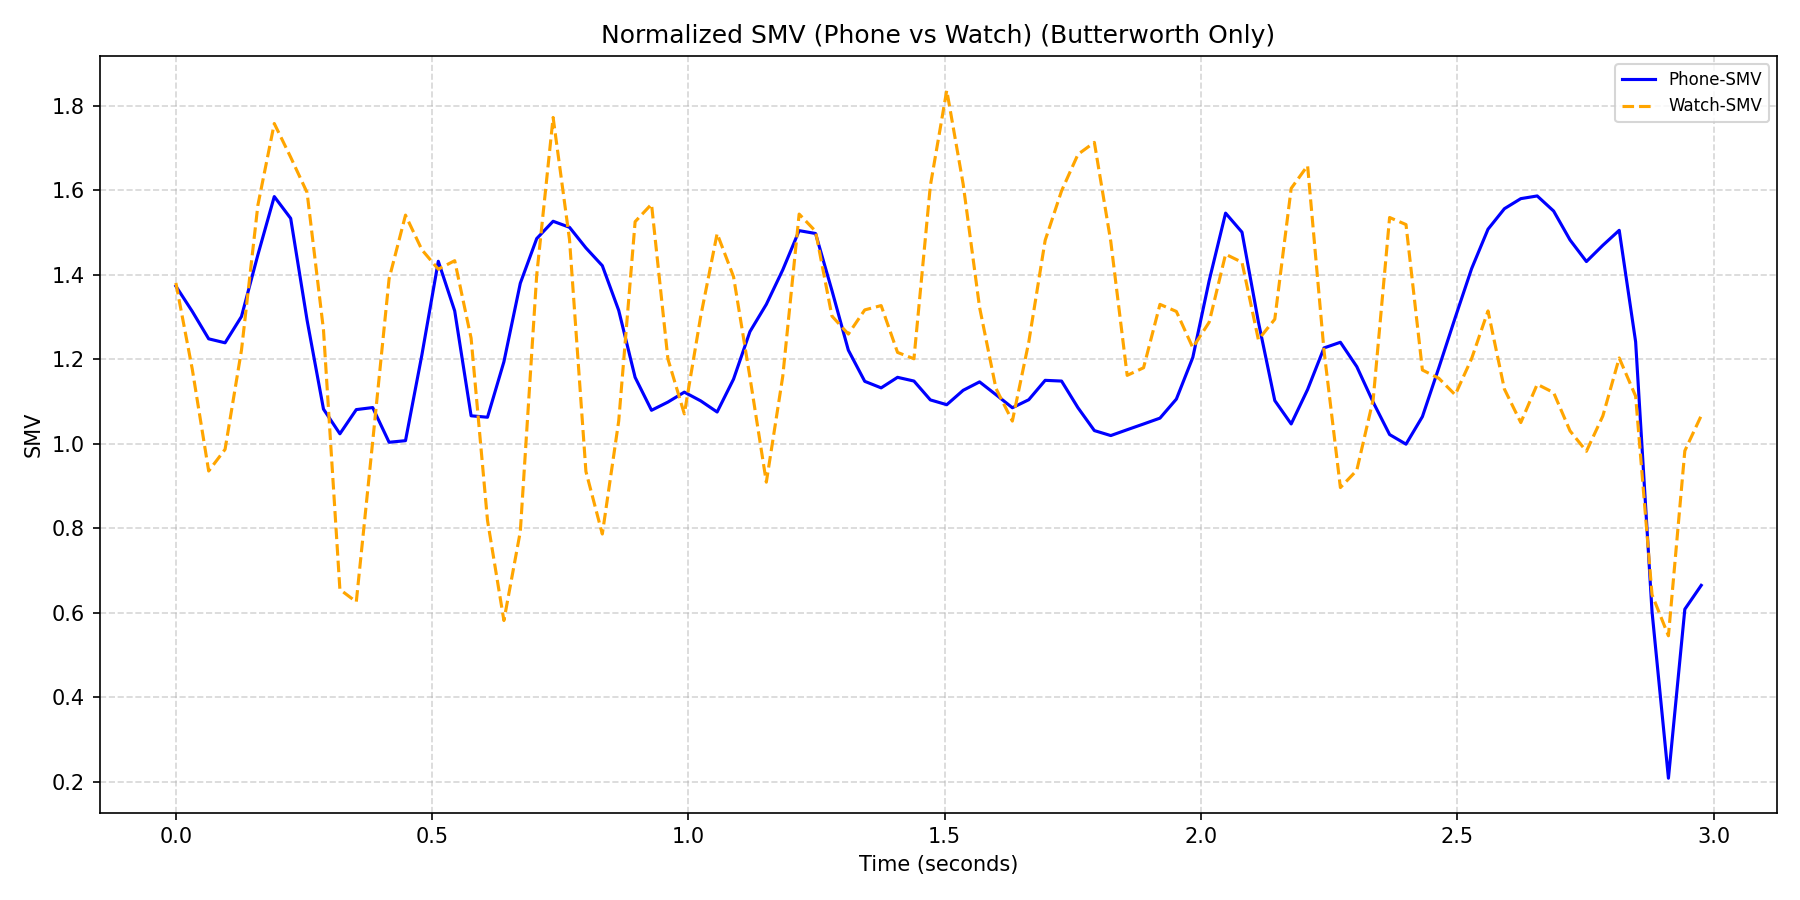 Normalized SMV (Phone vs Watch) (Butterworth Only)
Phone-SMV
Watch-SMV
SMV
1.8
1.6
1.4
1.2
1.0
0.8
0.6
0.4
0.2
0.0 0.5 1.0 1.5 2.0 2.5 3.0
Time (seconds)